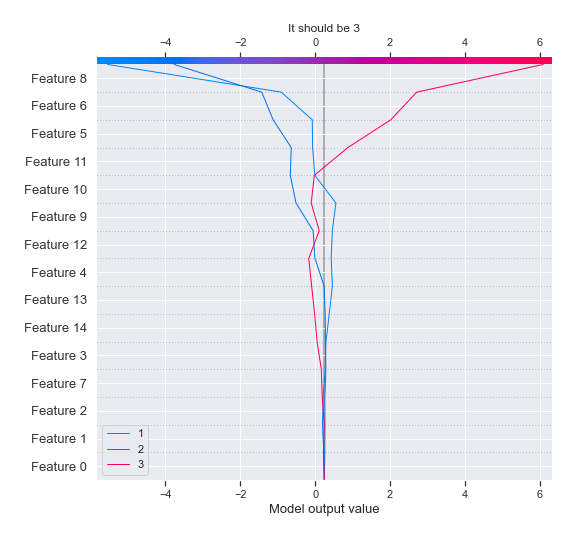 It should be 3
−4 −2 0 2 4 6
Feature 8
Feature 6
Feature 5
Feature 11
Feature 10
Feature 9
Feature 12
Feature 4
Feature 13
Feature 14
Feature 3
Feature 7
Feature 2
Feature 1
Feature 0
1
2
3
−4 −2 0 2 4 6
Model output value